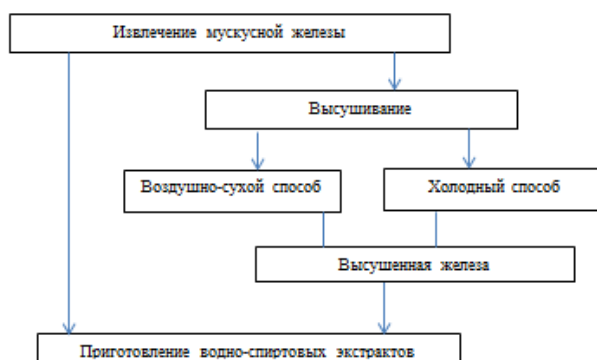 Извлечение мускусной железы
Высушивание
Воздушно-сухой способ
Холодный способ
Высушенная железа
Приготовление водно-спиртовых экстрактов